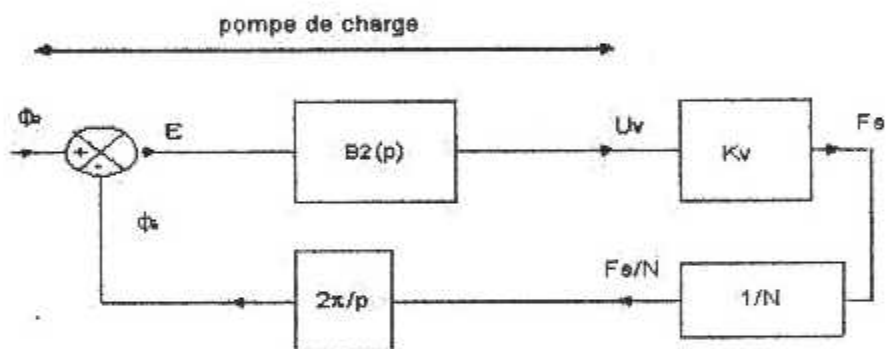 pompe de charge
Φe
+
-
E
B2(p)
Uv
Kv
Fs
Φs
2π/p
Fs/N
1/N